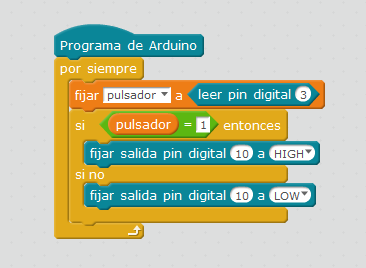 Programa de Arduino
por siempre
fijar pulsador a leer pin digital 3
si pulsador = 1 entonces
fijar salida pin digital 10 a HIGH
si no
fijar salida pin digital 10 a LOW